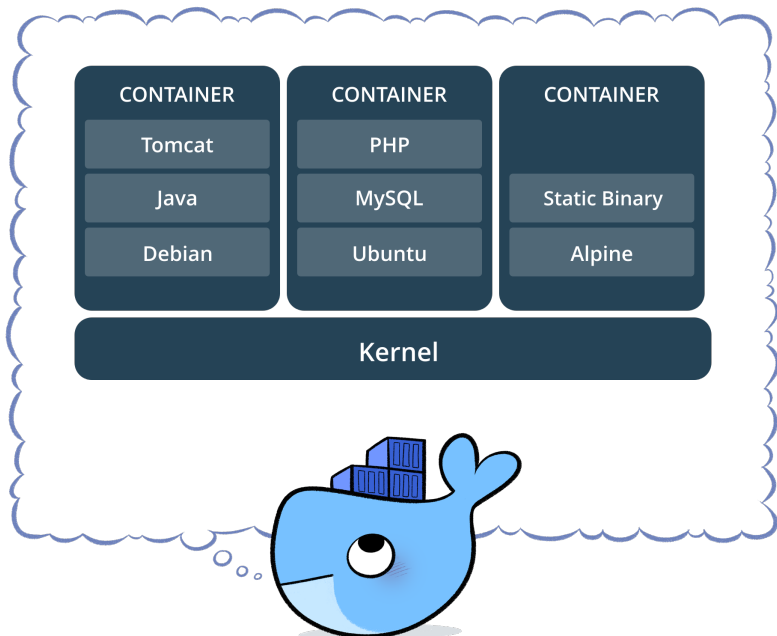 CONTAINER
Tomcat
Java
Debian
CONTAINER
PHP
MySQL
Ubuntu
CONTAINER
Static Binary
Alpine
Kernel